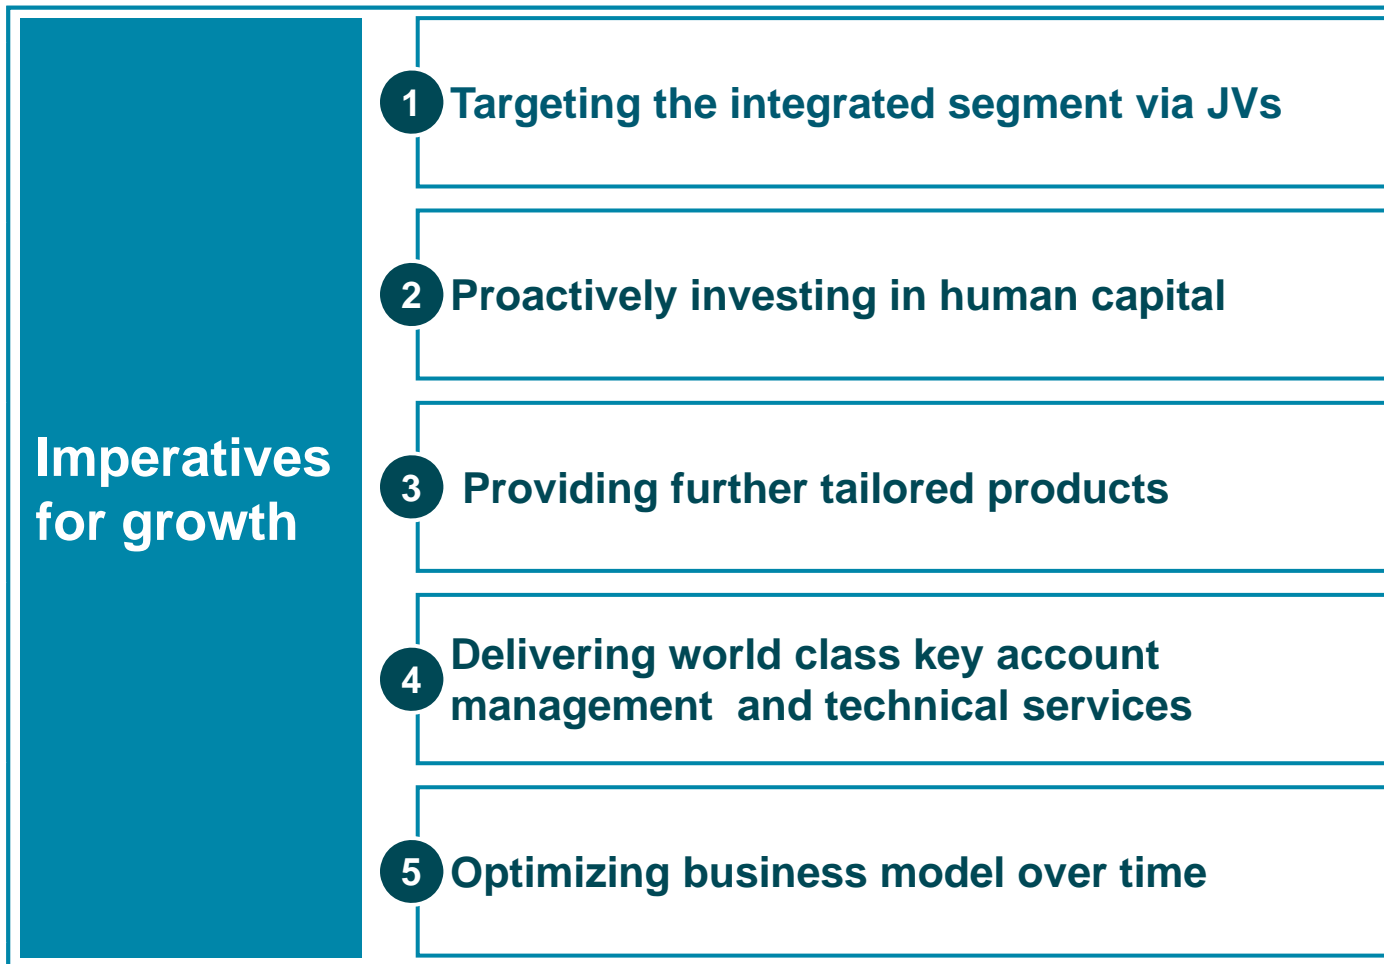 Imperatives
for growth
1 Targeting the integrated segment via JVs
2 Proactively investing in human capital
3 Providing further tailored products
4 Delivering world class key account
management  and technical services
5 Optimizing business model over time